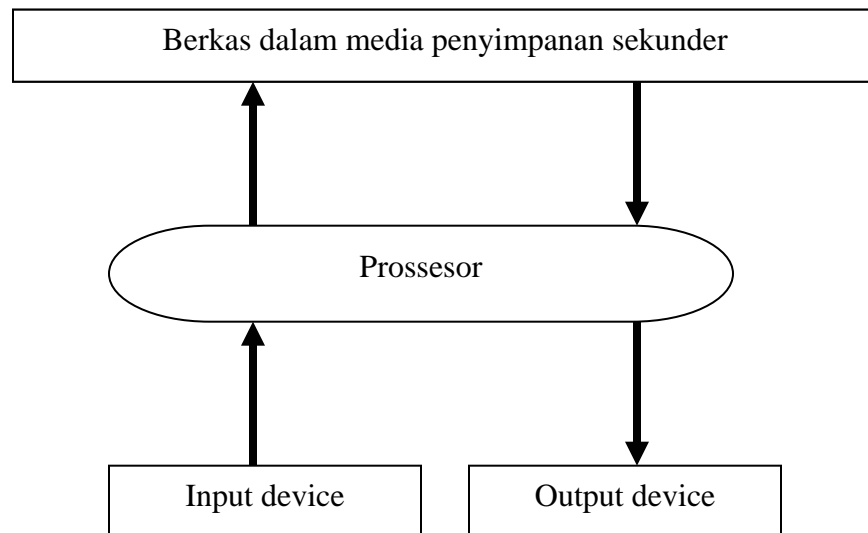 Berkas dalam media penyimpanan sekunder
Prossesor
Input device
Output device